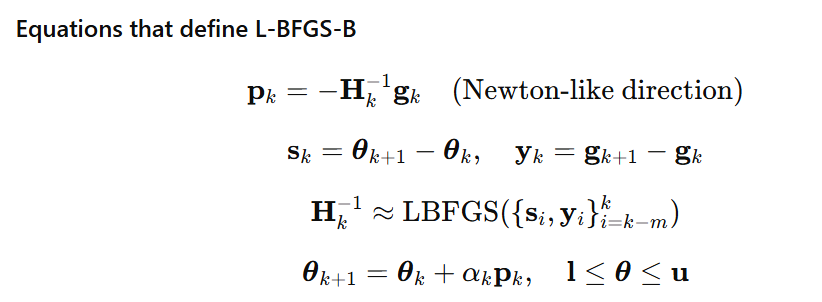 Equations that define L-BFGS-B
𝐩ₖ = −𝐇ₖ⁻¹𝐠ₖ (Newton-like direction)
𝐬ₖ = 𝛉ₖ₊₁ − 𝛉ₖ, 𝐲ₖ = 𝐠ₖ₊₁ − 𝐠ₖ
𝐇ₖ⁻¹ ≈ LBFGS({𝐬ᵢ, 𝐲ᵢ}ᵏᵢ₌ₖ₋ₘ)
𝛉ₖ₊₁ = 𝛉ₖ + αₖ𝐩ₖ, 𝐥 ≤ 𝛉 ≤ 𝐮